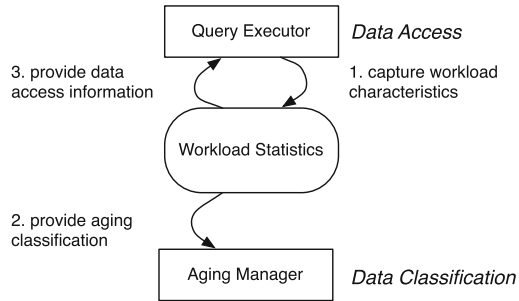 Query Executor
Data Access
3. provide data
access information
1. capture workload
characteristics
Workload Statistics
2. provide aging
classification
Aging Manager
Data Classification